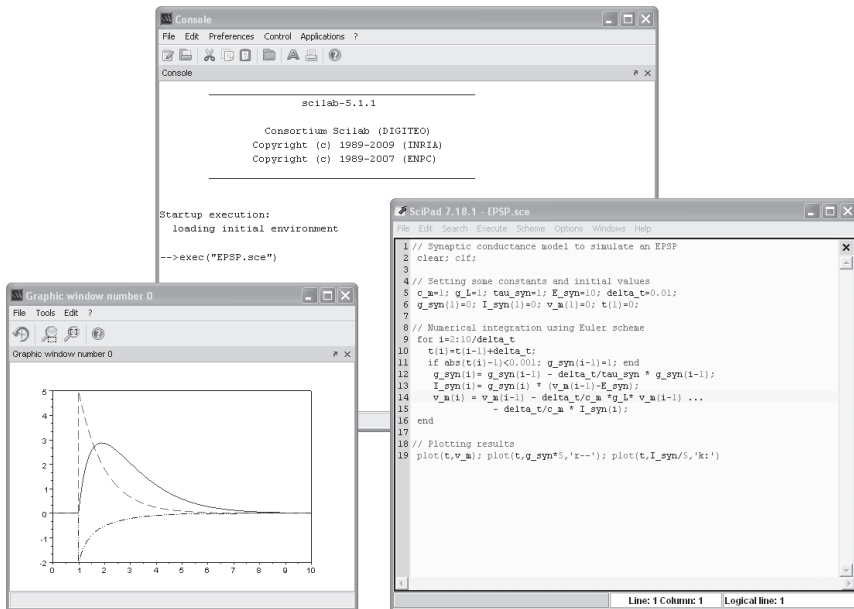 Console
File Edit Preferences Control Applications ?
Console
scilab-5.1.1
Consortium Scilab (DIGITEO)
Copyright (c) 1989-2009 (INRIA)
Copyright (c) 1989-2007 (ENPC)
Startup execution:
loading initial environment
-->exec("EPSP.sce")
Graphic window number 0
File Tools Edit ?
Graphic window number 0
5
4
3
2
1
0
-1
-2
0 1 2 3 4 5 6 7 8 9 10
SciPad 7.18.1 - EPSP.sce
File Edit Search Execute Scheme Options Windows Help
1 // Synaptic conductance model to simulate an EPSP
2 clear; clf;
3
4 // Setting some constants and initial values
5 c_m=1; g_L=1; tau_syn=1; E_syn=10; delta_t=0.01;
6 g_syn(1)=0; I_syn(1)=0; v_m(1)=0; t(1)=0;
7
8 // Numerical integration using Euler scheme
9 for i=2:10/delta_t
10 t(i)=t(i-1)+delta_t;
11 if abs(t(i)-1)<0.001; g_syn(i-1)=1; end
12 g_syn(i)= g_syn(i-1) - delta_t/tau_syn * g_syn(i-1);
13 I_syn(i)= g_syn(i) * (v_m(i-1)-E_syn);
14 v_m(i) = v_m(i-1) - delta_t/c_m *g_L* v_m(i-1) ...
15 - delta_t/c_m * I_syn(i);
16 end
17
18 // Plotting results
19 plot(t,v_m); plot(t,g_syn*5,'r--'); plot(t,I_syn/5,'k:')
Line: 1 Column: 1 Logical line: 1